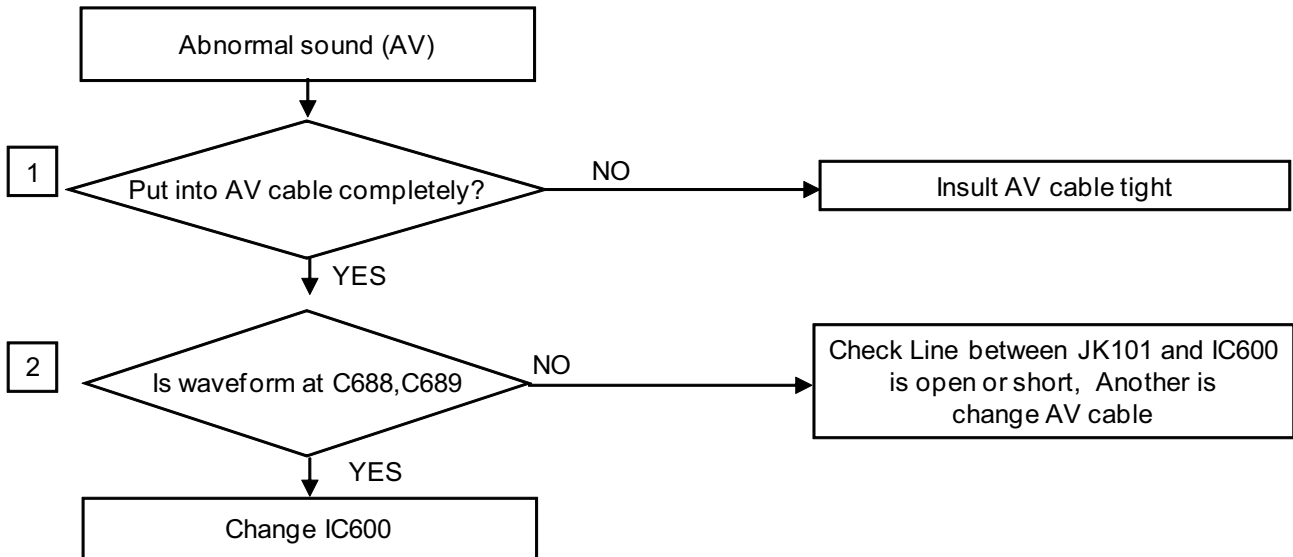 Abnormal sound (AV)
1
Put into AV cable completely?
NO
Insult AV cable tight
YES
2
Is waveform at C688,C689
NO
Check Line between JK101 and IC600
is open or short, Another is
change AV cable
YES
Change IC600